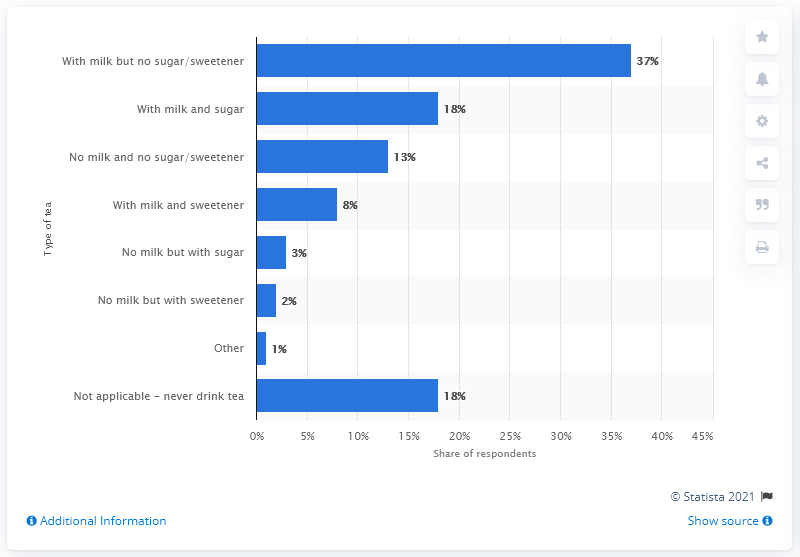 With milk but no sugar/sweetener 37%
With milk and sugar 18%
No milk and no sugar/sweetener 13%
With milk and sweetener 8%
No milk but with sugar 3%
No milk but with sweetener 2%
Other 1%
Not applicable – never drink tea 18%
Type of tea
0% 5% 10% 15% 20% 25% 30% 35% 40% 45%
Share of respondents
© Statista 2021
Additional Information
Show source